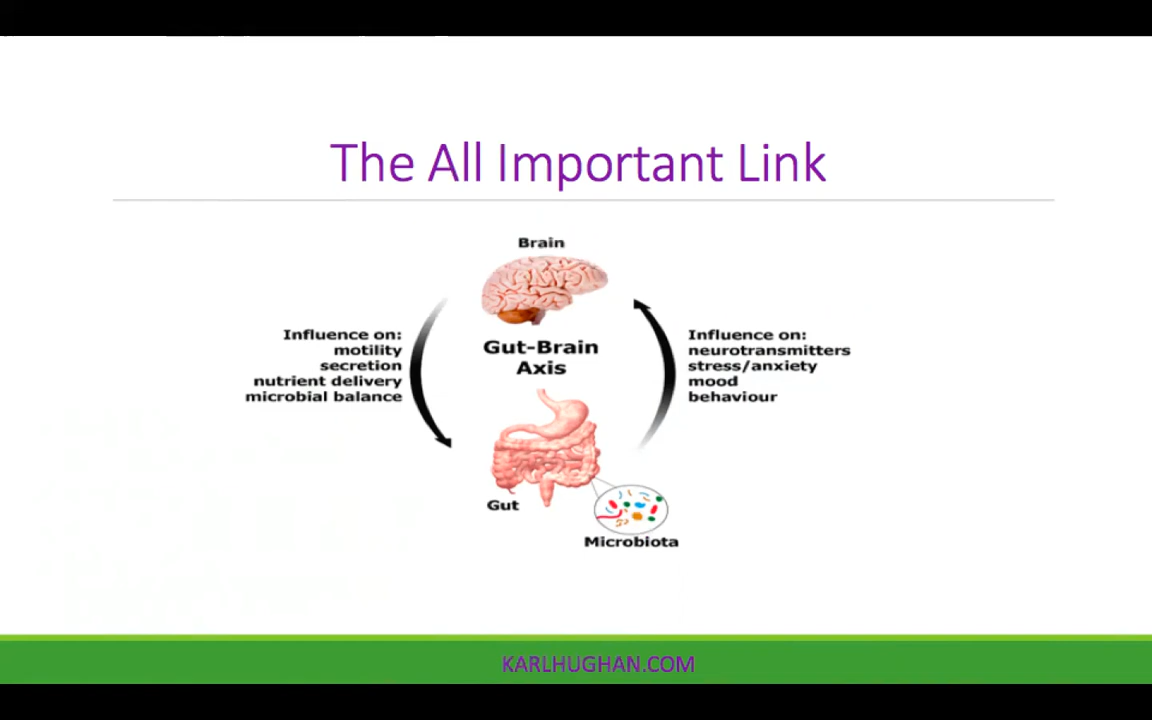 The All Important Link
Brain
Influence on:
motility
secretion
nutrient delivery
microbial balance
Gut-Brain
Axis
Influence on:
neurotransmitters
stress/anxiety
mood
behaviour
Gut
Microbiota
KARLHUGHAN.COM